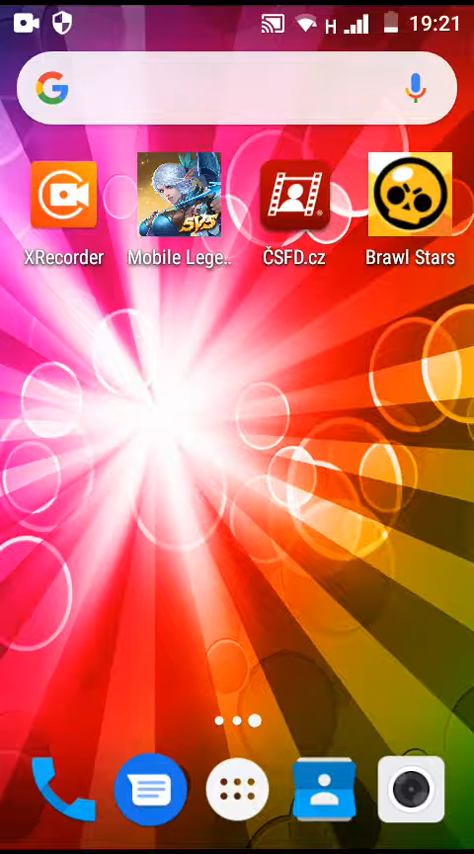 H 19:21
G
XRecorder
5V5
Mobile Lege..
ČSFD.cz
Brawl Stars